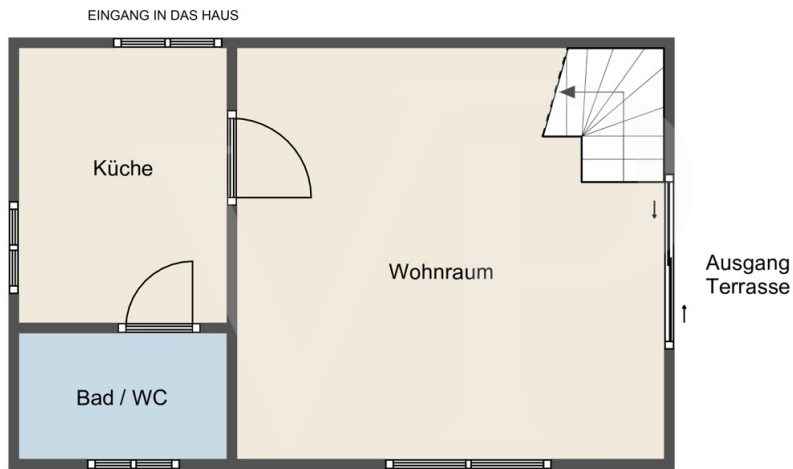 EINGANG IN DAS HAUS
Küche
Wohnraum
Ausgang
Terrasse
Bad / WC